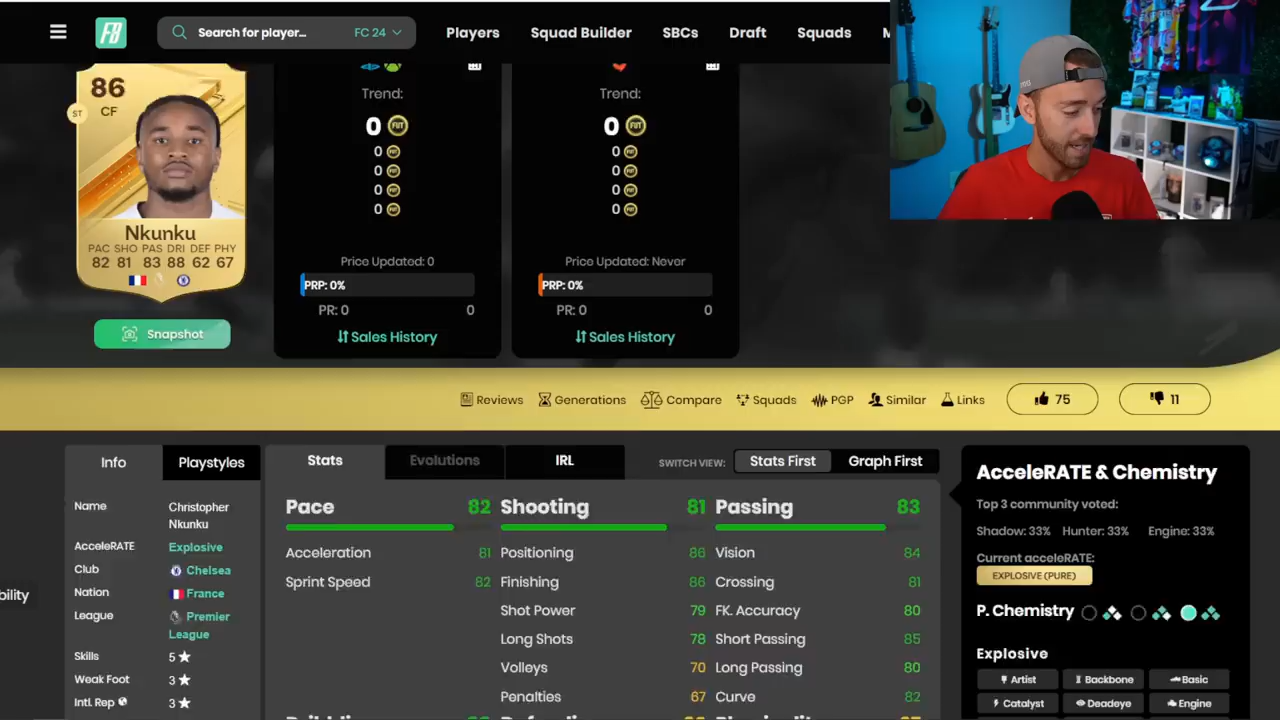 FB
Search for player...
FC 24
Players
Squad Builder
SBCs
Draft
Squads
M
86
CF
ST
Nkunku
PAC SHO PAS DRI DEF PHY
82 81 83 88 62 67
Snapshot
Trend:
0 FUT
0
0
0
0
Price Updated: 0
PRP: 0%
PR: 0
0
Sales History
Trend:
0 FUT
0
0
0
0
Price Updated: Never
PRP: 0%
PR: 0
0
Sales History
Reviews
Generations
Compare
Squads
PGP
Similar
Links
75
11
bility
Info
Playstyles
Name
Christopher
Nkunku
AcceleRATE
Explosive
Club
Chelsea
Nation
France
League
Premier
League
Skills
5
Weak Foot
3
Intl. Rep
3
Stats
Evolutions
IRL
SWITCH VIEW:
Stats First
Graph First
Pace 82
Acceleration 81
Sprint Speed 82
Shooting 81
Positioning 86
Finishing 86
Shot Power 79
Long Shots 78
Volleys 70
Penalties 67
Passing 83
Vision 84
Crossing 81
FK. Accuracy 80
Short Passing 85
Long Passing 80
Curve 82
AcceleRATE & Chemistry
Top 3 community voted:
Shadow: 33% Hunter: 33% Engine: 33%
Current acceleRATE:
EXPLOSIVE (PURE)
P. Chemistry
Explosive
Artist
Backbone
Basic
Catalyst
Deadeye
Engine